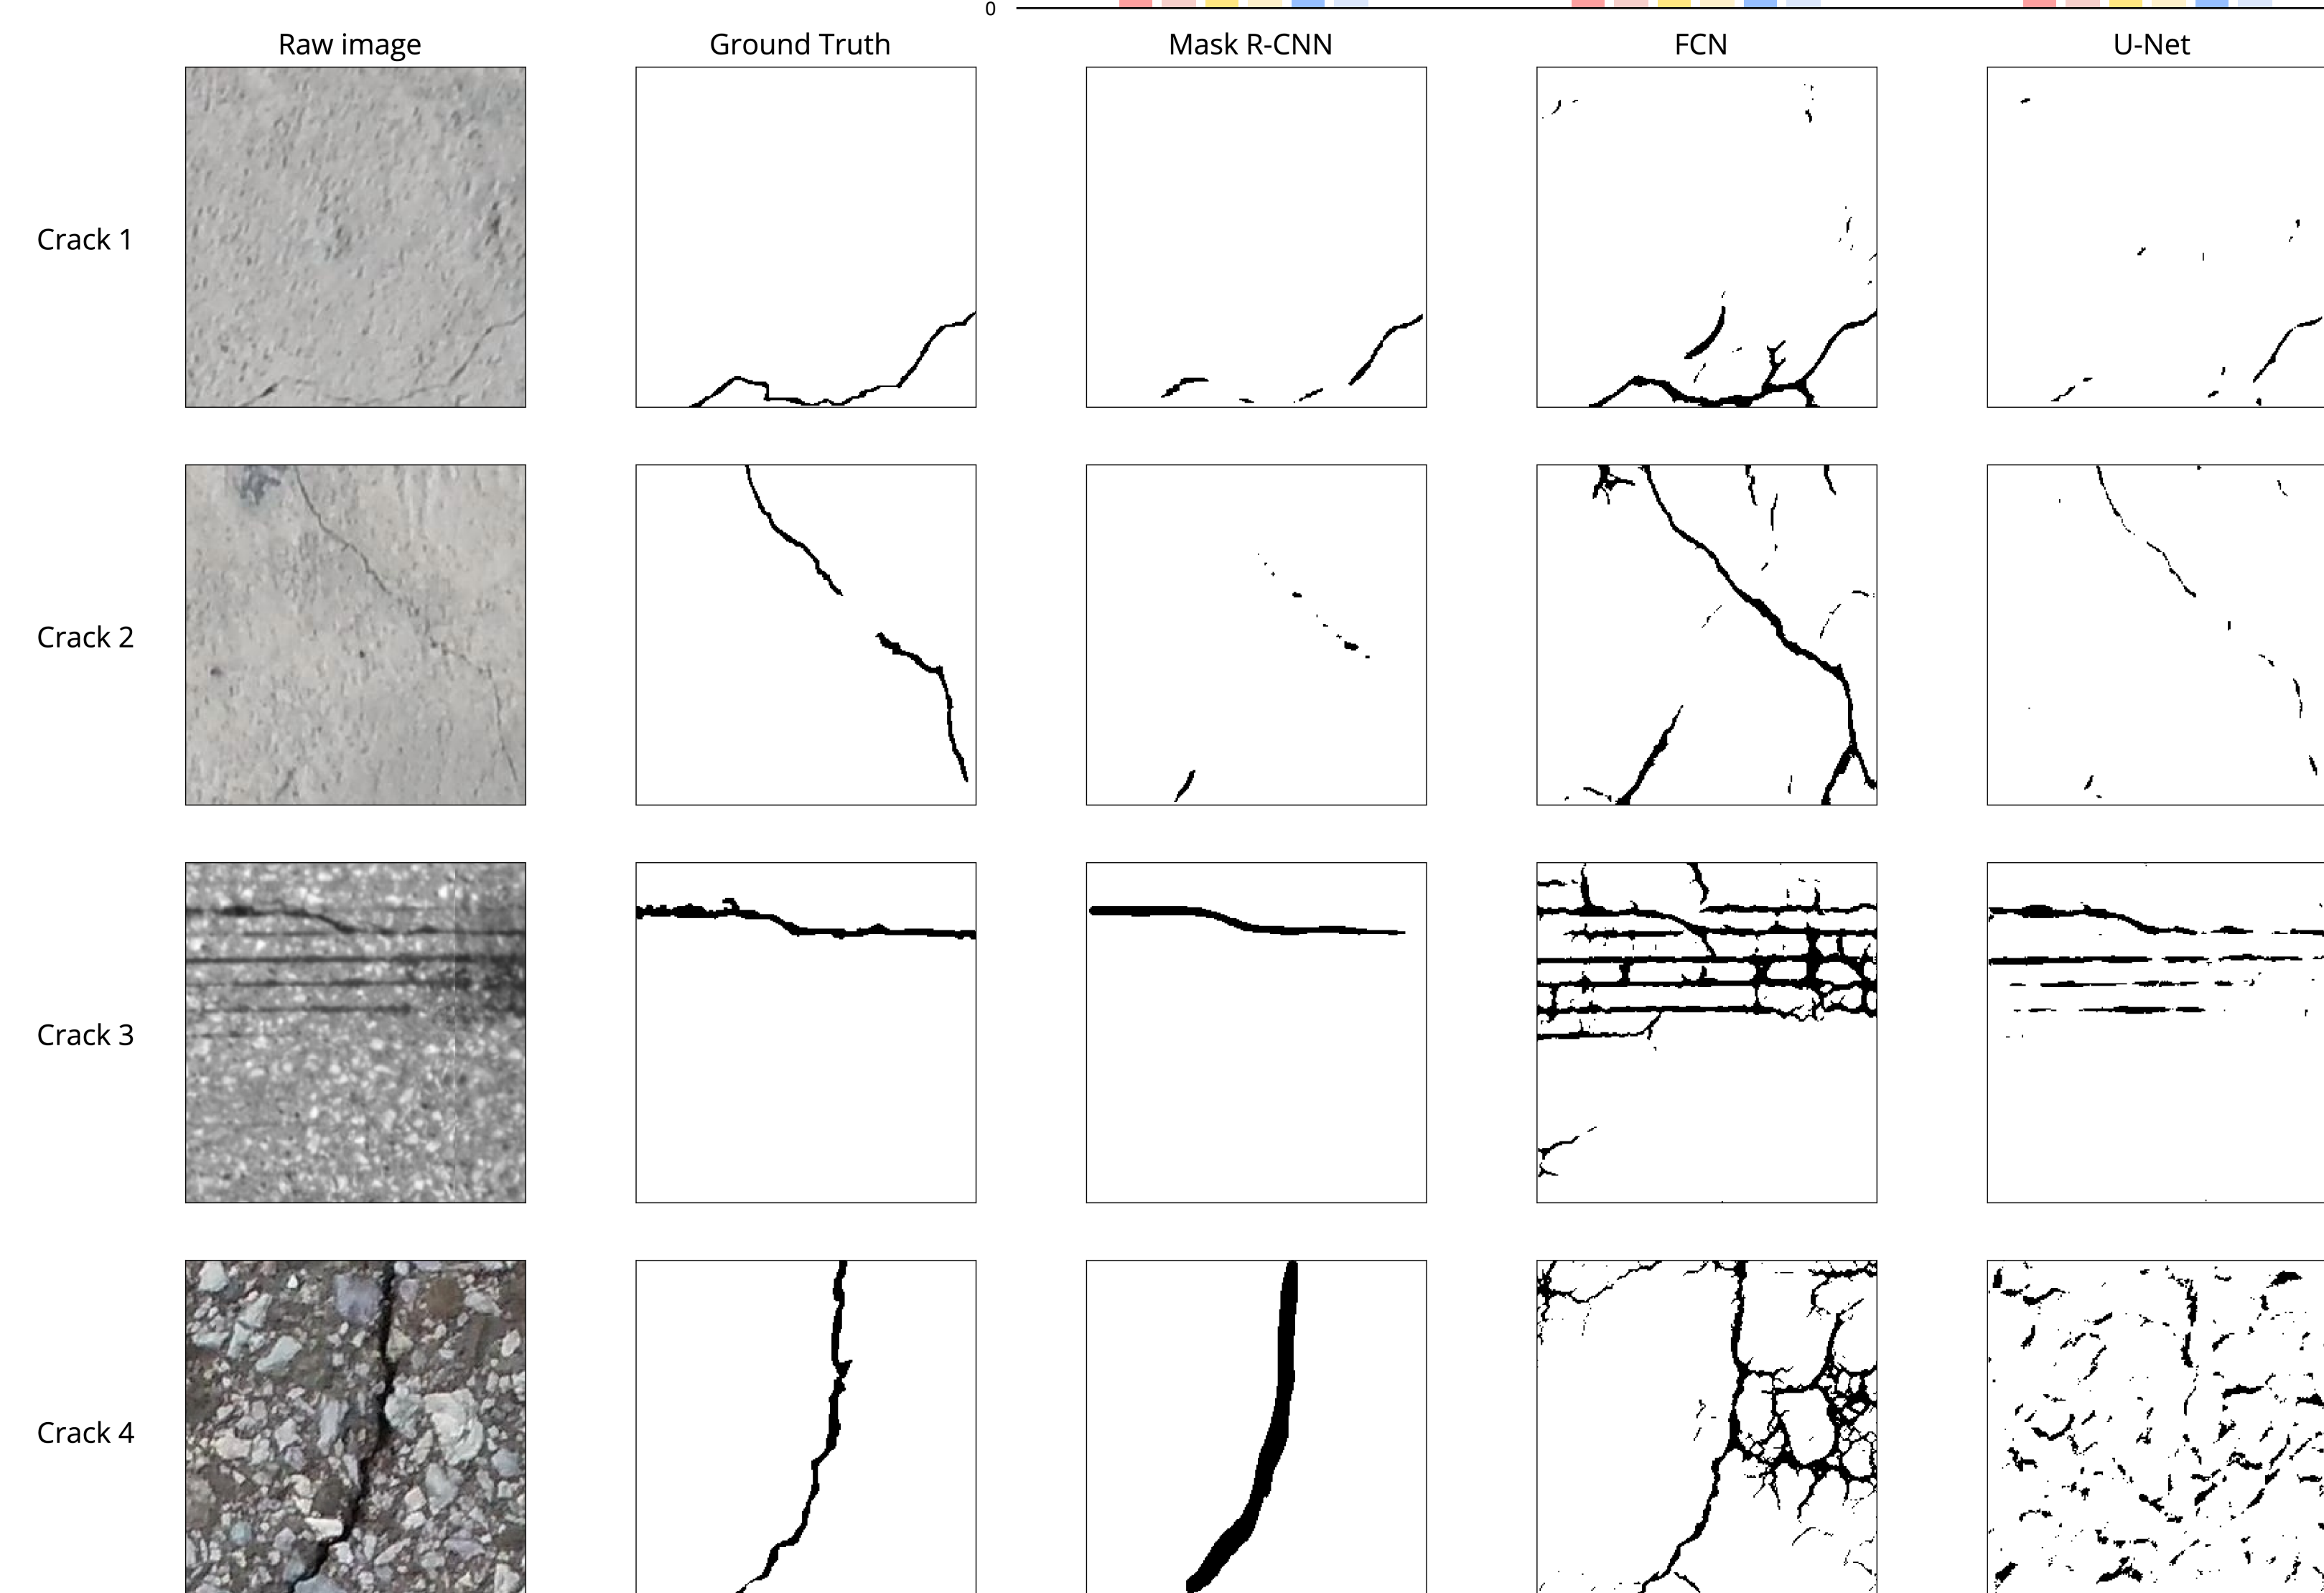 0
Raw image Ground Truth Mask R-CNN FCN U-Net
Crack 1
Crack 2
Crack 3
Crack 4